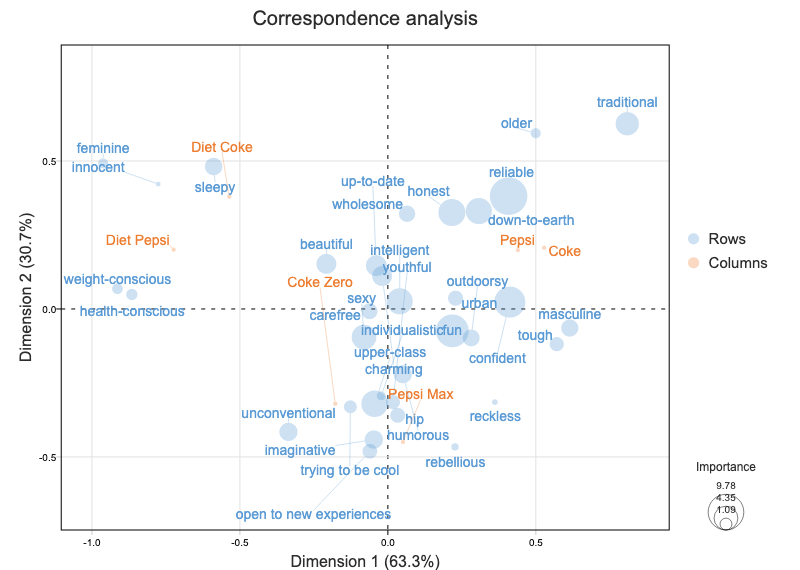 Correspondence analysis
traditional
older
feminine
Diet Coke
innocent
reliable
sleepy
up-to-date
honest
wholesome
down-to-earth
Diet Pepsi
beautiful
intelligent
Pepsi
Coke
youthful
weight-conscious
Coke Zero
outdoorsy
health-conscious
sexy
urban
carefree
masculine
individualistic
fun
tough
upper-class
confident
charming
Pepsi Max
unconventional
hip
reckless
humorous
imaginative
rebellious
trying to be cool
open to new experiences
0.5
0.0
-0.5
-1.0
-0.5
0.0
0.5
Dimension 1 (63.3%)
Dimension 2 (30.7%)
Rows
Columns
Importance
9.78
4.35
1.09